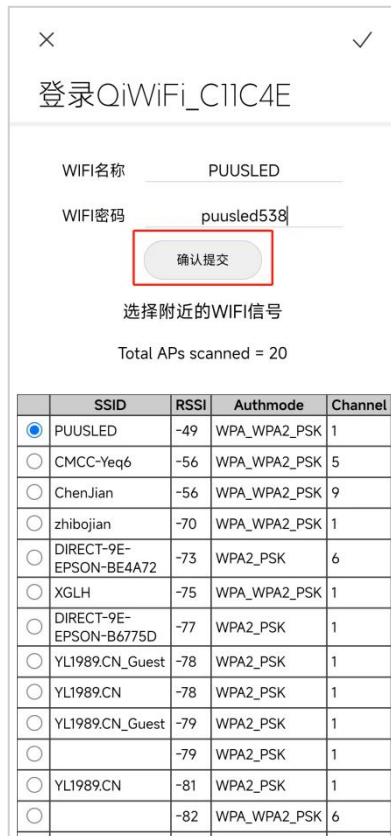 登录QiWiFi_C11C4E
WIFI名称 PUUSLED
WIFI密码 puusled538
确认提交
选择附近的WIFI信号
Total APs scanned = 20
SSID RSSI Authmode Channel
PUUSLED -49 WPA_WPA2_PSK 1
CMCC-Yeq6 -56 WPA_WPA2_PSK 5
ChenJian -56 WPA_WPA2_PSK 9
zhibojian -70 WPA_WPA2_PSK 1
DIRECT-9E-
EPSON-BE4A72 -73 WPA2_PSK 6
XGLH -75 WPA_WPA2_PSK 1
DIRECT-9E-
EPSON-B6775D -77 WPA2_PSK 1
YL1989.CN_Guest -78 WPA2_PSK 1
YL1989.CN -78 WPA2_PSK 1
YL1989.CN_Guest -79 WPA2_PSK 1
-79 WPA2_PSK 1
YL1989.CN -81 WPA2_PSK 1
-82 WPA_WPA2_PSK 6